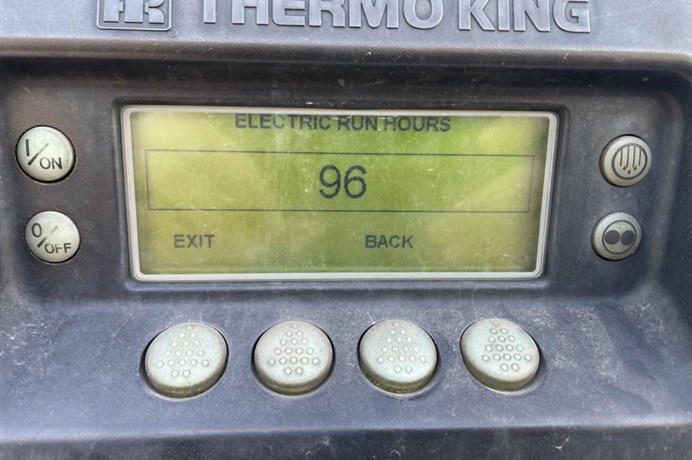 THERMO KING
ELECTRIC RUN HOURS
I/ON
96
0/OFF
EXIT BACK